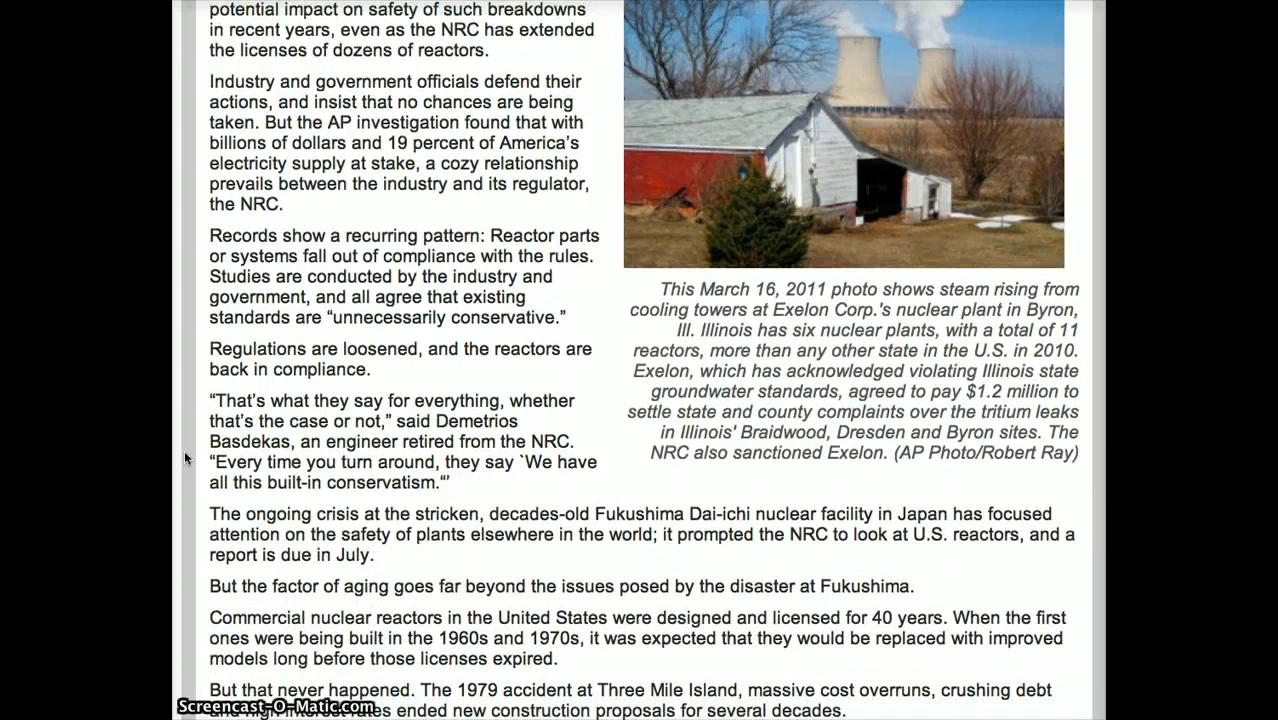 potential impact on safety of such breakdowns
in recent years, even as the NRC has extended
the licenses of dozens of reactors.
Industry and government officials defend their
actions, and insist that no chances are being
taken. But the AP investigation found that with
billions of dollars and 19 percent of America's
electricity supply at stake, a cozy relationship
prevails between the industry and its regulator,
the NRC.
Records show a recurring pattern: Reactor parts
or systems fall out of compliance with the rules.
Studies are conducted by the industry and
government, and all agree that existing
standards are “unnecessarily conservative.”
Regulations are loosened, and the reactors are
back in compliance.
“That's what they say for everything, whether
that's the case or not,” said Demetrios
Basdekas, an engineer retired from the NRC.
“Every time you turn around, they say `We have
all this built-in conservatism.“’
This March 16, 2011 photo shows steam rising from
cooling towers at Exelon Corp.'s nuclear plant in Byron,
Ill. Illinois has six nuclear plants, with a total of 11
reactors, more than any other state in the U.S. in 2010.
Exelon, which has acknowledged violating Illinois state
groundwater standards, agreed to pay $1.2 million to
settle state and county complaints over the tritium leaks
in Illinois' Braidwood, Dresden and Byron sites. The
NRC also sanctioned Exelon. (AP Photo/Robert Ray)
The ongoing crisis at the stricken, decades-old Fukushima Dai-ichi nuclear facility in Japan has focused
attention on the safety of plants elsewhere in the world; it prompted the NRC to look at U.S. reactors, and a
report is due in July.
But the factor of aging goes far beyond the issues posed by the disaster at Fukushima.
Commercial nuclear reactors in the United States were designed and licensed for 40 years. When the first
ones were being built in the 1960s and 1970s, it was expected that they would be replaced with improved
models long before those licenses expired.
But that never happened. The 1979 accident at Three Mile Island, massive cost overruns, crushing debt
and high interest rates ended new construction proposals for several decades.
Screencast-O-Matic.com